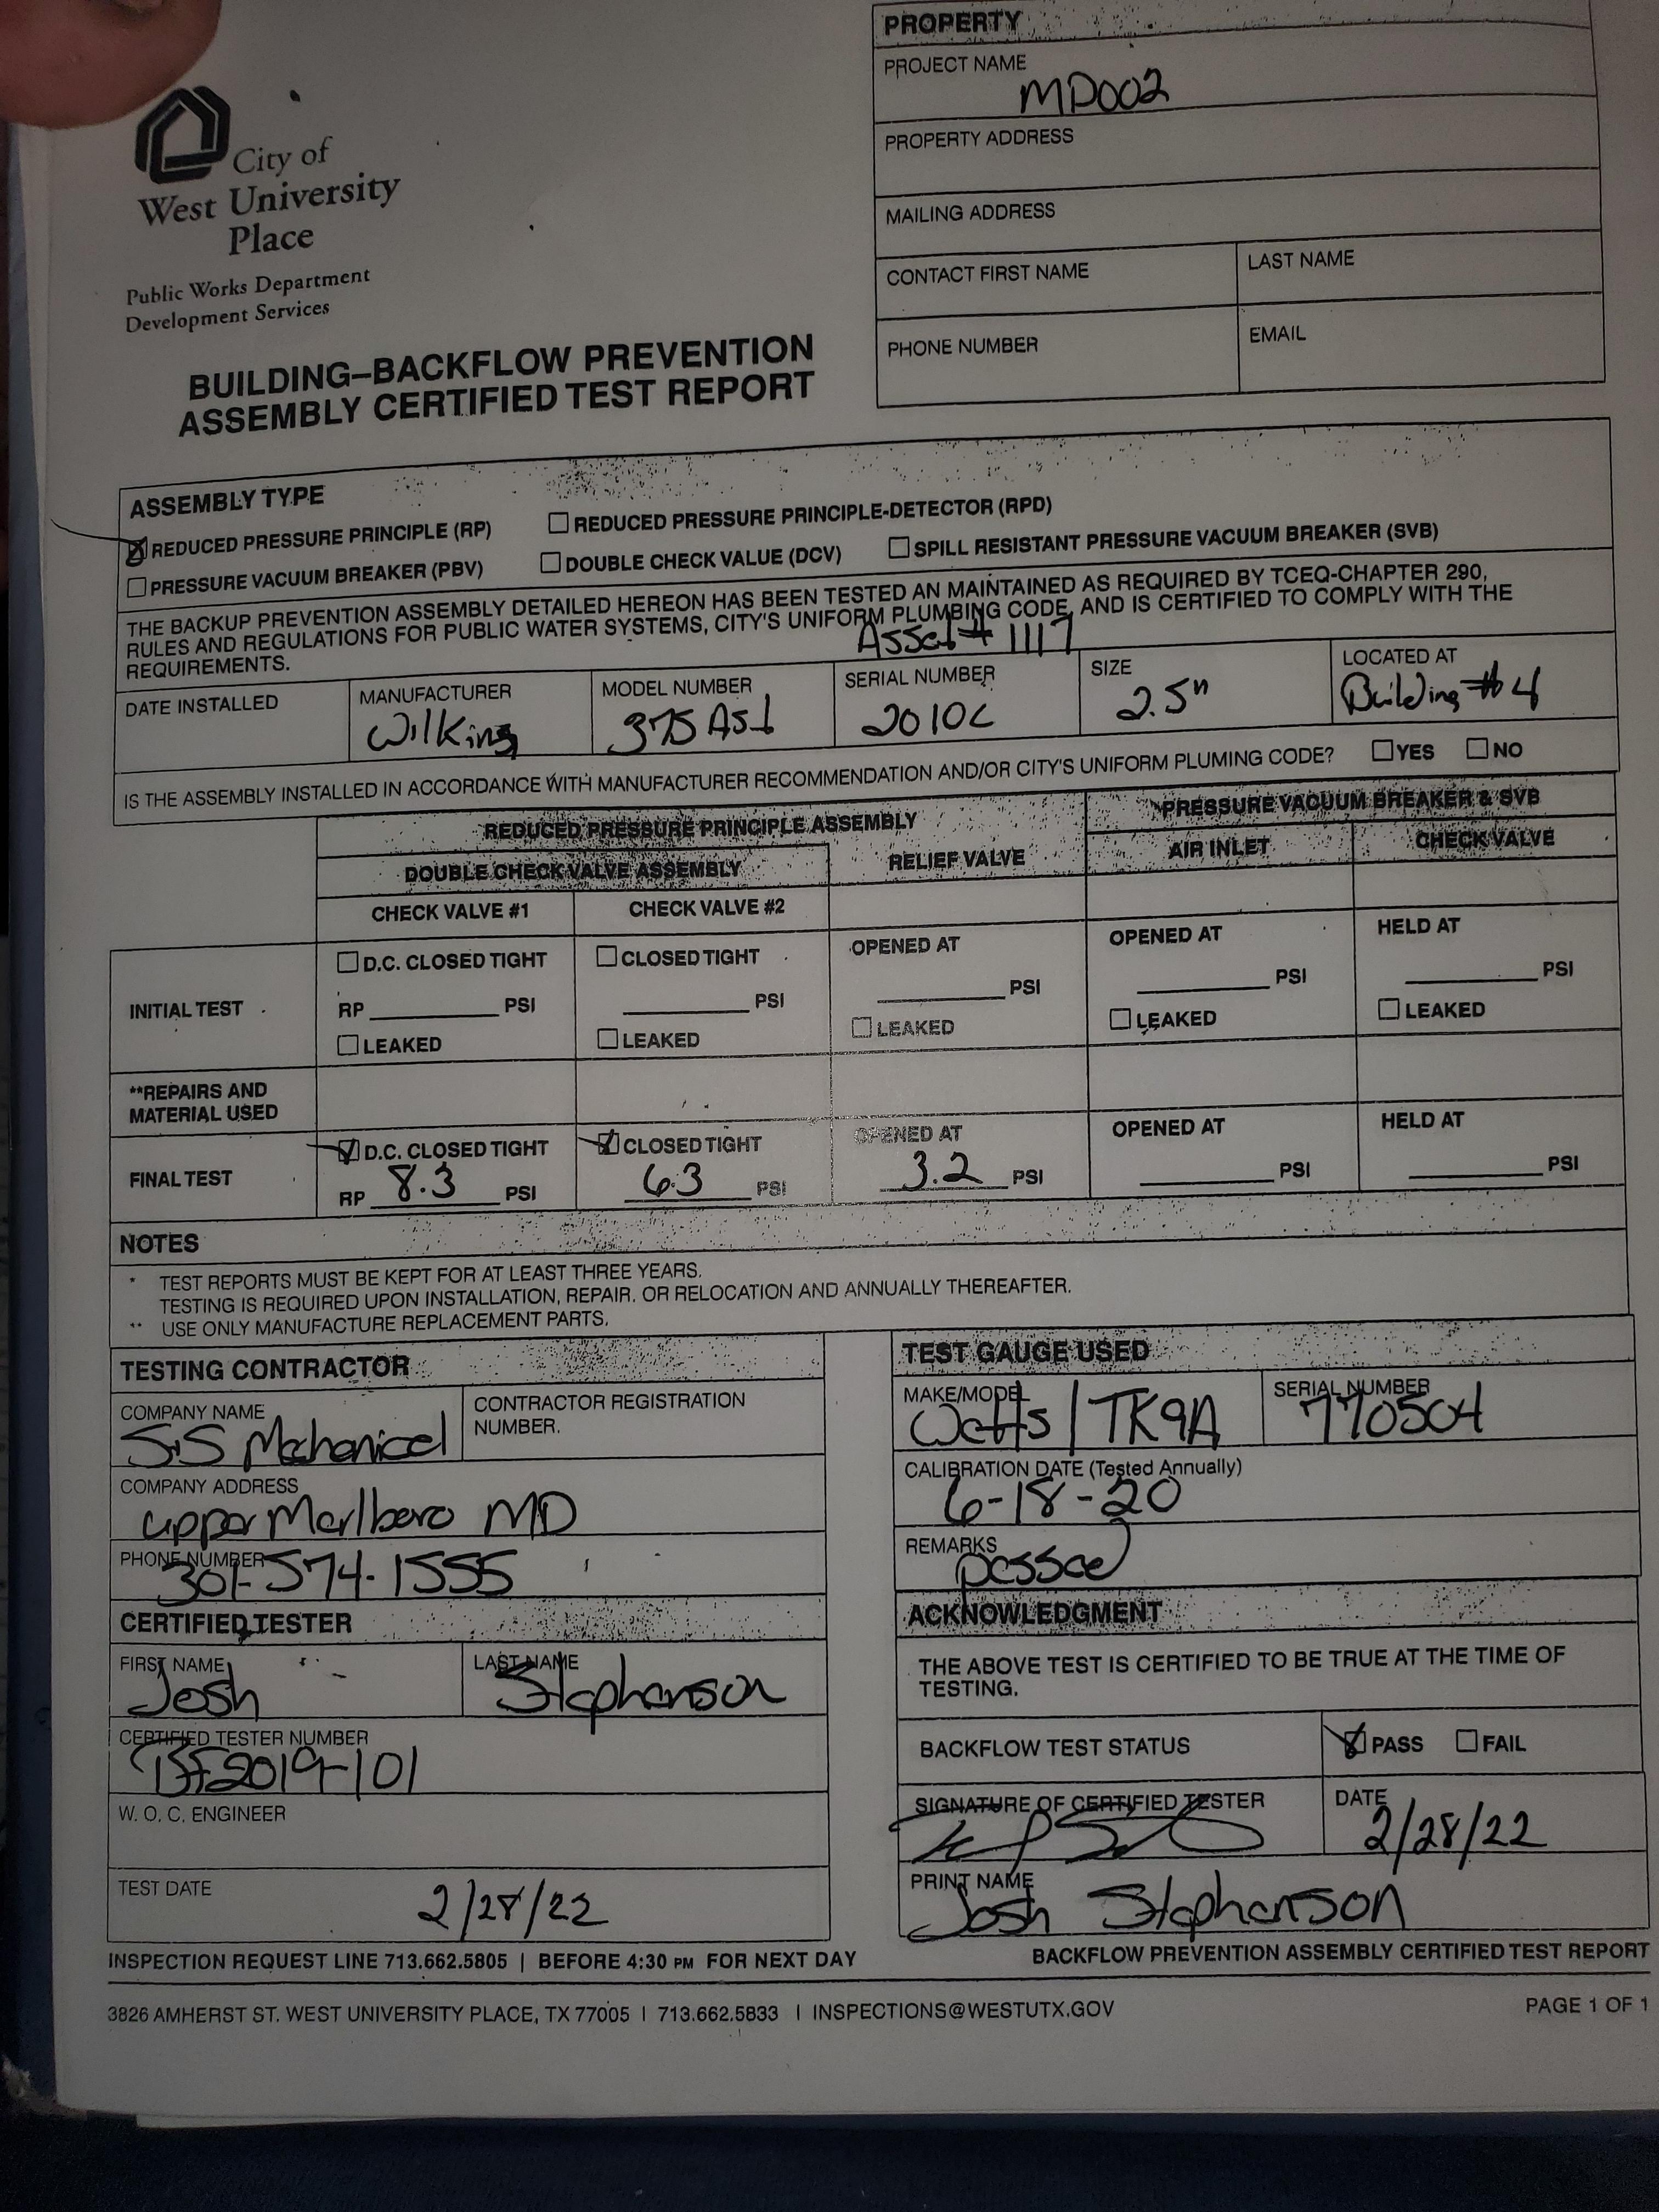 City of
West University
Place
Public Works Department
Development Services
BUILDING–BACKFLOW PREVENTION
ASSEMBLY CERTIFIED TEST REPORT
PROPERTY
PROJECT NAME
MD002
PROPERTY ADDRESS
MAILING ADDRESS
CONTACT FIRST NAME
LAST NAME
PHONE NUMBER
EMAIL
ASSEMBLY TYPE
REDUCED PRESSURE PRINCIPLE (RP)
REDUCED PRESSURE PRINCIPLE-DETECTOR (RPD)
PRESSURE VACUUM BREAKER (PBV)
DOUBLE CHECK VALUE (DCV)
SPILL RESISTANT PRESSURE VACUUM BREAKER (SVB)
THE BACKUP PREVENTION ASSEMBLY DETAILED HEREON HAS BEEN TESTED AN MAINTAINED AS REQUIRED BY TCEQ-CHAPTER 290,
RULES AND REGULATIONS FOR PUBLIC WATER SYSTEMS, CITY'S UNIFORM PLUMBING CODE, AND IS CERTIFIED TO COMPLY WITH THE
REQUIREMENTS.
Asset # 1117
DATE INSTALLED
MANUFACTURER
Wilkins
MODEL NUMBER
375 AST
SERIAL NUMBER
2010C
SIZE
2.5"
LOCATED AT
Building #4
IS THE ASSEMBLY INSTALLED IN ACCORDANCE WITH MANUFACTURER RECOMMENDATION AND/OR CITY'S UNIFORM PLUMING CODE? YES NO
REDUCED PRESSURE PRINCIPLE ASSEMBLY
PRESSURE VACUUM BREAKER & SVB
DOUBLE CHECK VALVE ASSEMBLY
RELIEF VALVE
AIR INLET
CHECK VALVE
CHECK VALVE #1
CHECK VALVE #2
INITIAL TEST
D.C. CLOSED TIGHT
RP PSI
LEAKED
CLOSED TIGHT
PSI
LEAKED
OPENED AT
PSI
LEAKED
OPENED AT
PSI
LEAKED
HELD AT
PSI
LEAKED
**REPAIRS AND
MATERIAL USED
FINAL TEST
D.C. CLOSED TIGHT
RP 8.3 PSI
CLOSED TIGHT
6.3 PSI
OPENED AT
3.2 PSI
OPENED AT
PSI
HELD AT
PSI
NOTES
* TEST REPORTS MUST BE KEPT FOR AT LEAST THREE YEARS.
TESTING IS REQUIRED UPON INSTALLATION, REPAIR. OR RELOCATION AND ANNUALLY THEREAFTER.
** USE ONLY MANUFACTURE REPLACEMENT PARTS.
TESTING CONTRACTOR
COMPANY NAME
S.S Mechanical
CONTRACTOR REGISTRATION
NUMBER.
COMPANY ADDRESS
upper Marlboro MD
PHONE NUMBER
301-574-1555
CERTIFIED TESTER
FIRST NAME
Josh
LAST NAME
Stephenson
CERTIFIED TESTER NUMBER
BF2019-101
W. O. C. ENGINEER
TEST DATE
2/28/22
TEST GAUGE USED
MAKE/MODEL
Watts | TK9A
SERIAL NUMBER
770504
CALIBRATION DATE (Tested Annually)
6-18-20
REMARKS
passed
ACKNOWLEDGMENT
THE ABOVE TEST IS CERTIFIED TO BE TRUE AT THE TIME OF
TESTING.
BACKFLOW TEST STATUS
PASS FAIL
SIGNATURE OF CERTIFIED TESTER
DATE
2/28/22
PRINT NAME
Josh Stephenson
INSPECTION REQUEST LINE 713.662.5805 | BEFORE 4:30 PM FOR NEXT DAY
BACKFLOW PREVENTION ASSEMBLY CERTIFIED TEST REPORT
3826 AMHERST ST. WEST UNIVERSITY PLACE, TX 77005 | 713.662.5833 | INSPECTIONS@WESTUTX.GOV
PAGE 1 OF 1